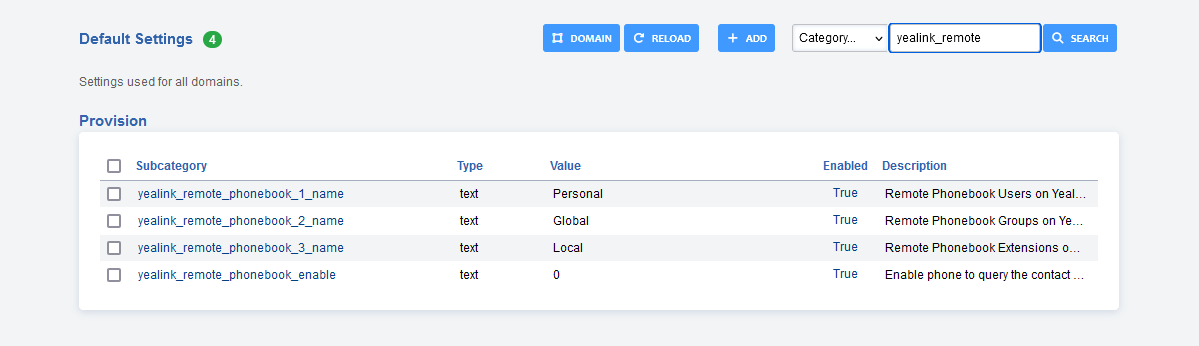 Default Settings 4 DOMAIN RELOAD ADD Category... yealink_remote SEARCH
Settings used for all domains.
Provision
Subcategory Type Value Enabled Description
yealink_remote_phonebook_1_name text Personal True Remote Phonebook Users on Yeal...
yealink_remote_phonebook_2_name text Global True Remote Phonebook Groups on Ye...
yealink_remote_phonebook_3_name text Local True Remote Phonebook Extensions o...
yealink_remote_phonebook_enable text 0 True Enable phone to query the contact ...